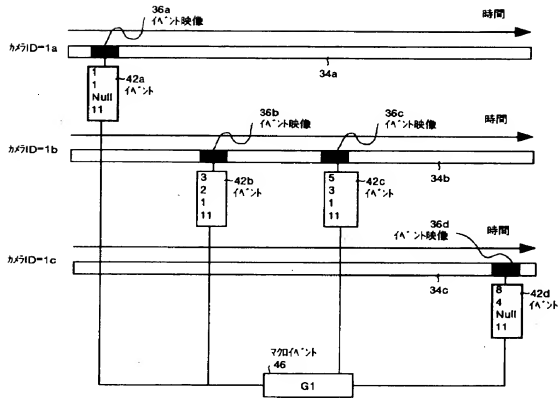 36a
イベント映像
時間
カメラID=1a
34a
1
1
Null
11
42a
イベント
36b
イベント映像
36c
イベント映像
時間
カメラID=1b
34b
3
2
1
11
42b
イベント
5
3
1
11
42c
イベント
36d
イベント映像
時間
カメラID=1c
34c
8
4
Null
11
42d
イベント
マクロイベント
46
G1